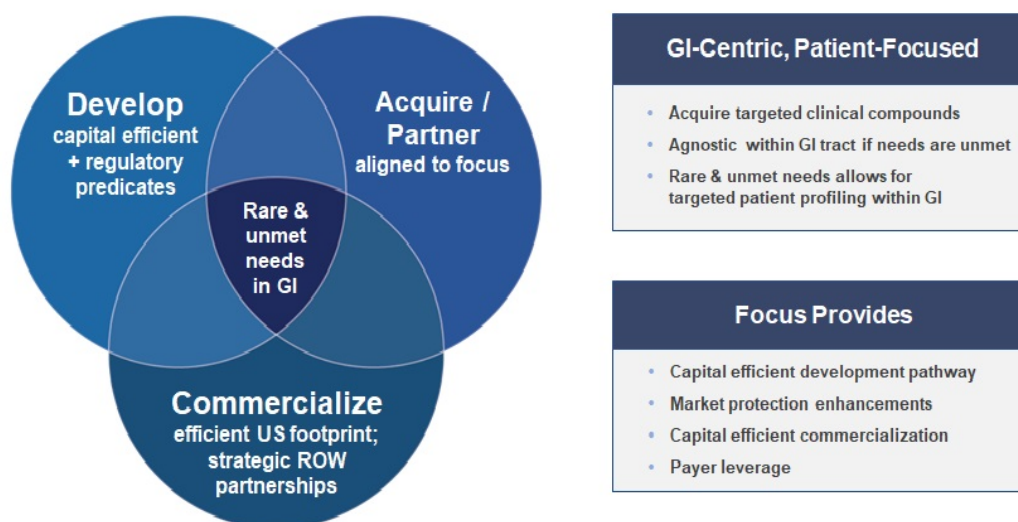 Develop
capital efficient
+ regulatory
predicates
Acquire /
Partner
aligned to focus
Rare &
unmet
needs
in GI
Commercialize
efficient US footprint;
strategic ROW
partnerships
GI-Centric, Patient-Focused
• Acquire targeted clinical compounds
• Agnostic within GI tract if needs are unmet
• Rare & unmet needs allows for
targeted patient profiling within GI
Focus Provides
• Capital efficient development pathway
• Market protection enhancements
• Capital efficient commercialization
• Payer leverage